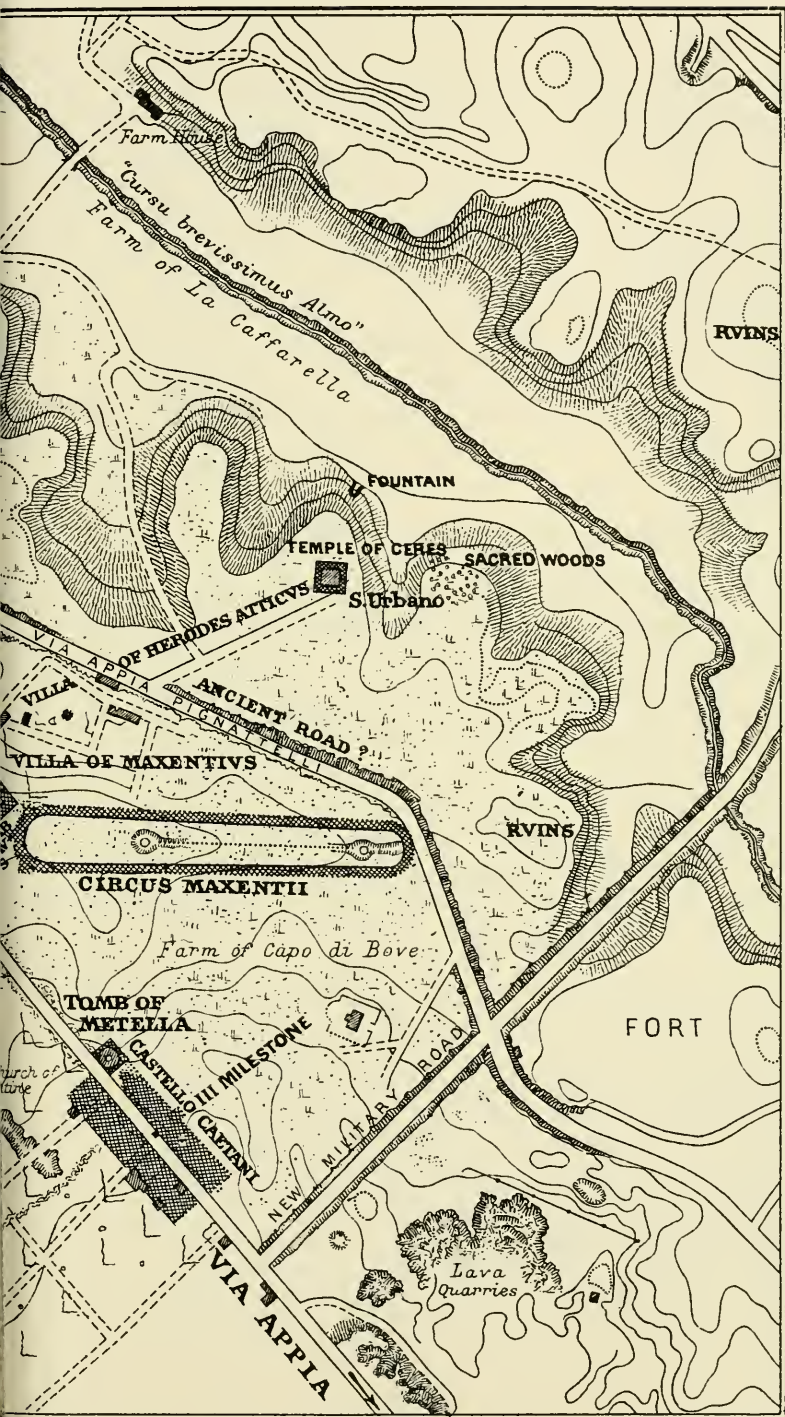 Farm House
"Cursu brevissimus Almo"
Farm of La Caffarella
RVINS
FOUNTAIN
TEMPLE OF CERES
SACRED WOODS
S. Urbano
VILLA OF HERODES ATTICVS
VIA APPIA PIGNATTELLI
ANCIENT ROAD ?
VILLA OF MAXENTIVS
RVINS
CIRCUS MAXENTII
Farm of Capo di Bove
TOMB OF
METELLA
CASTELLO CAETANI
III MILESTONE
FORT
NEW MILITARY ROAD
Lava
Quarries
VIA APPIA